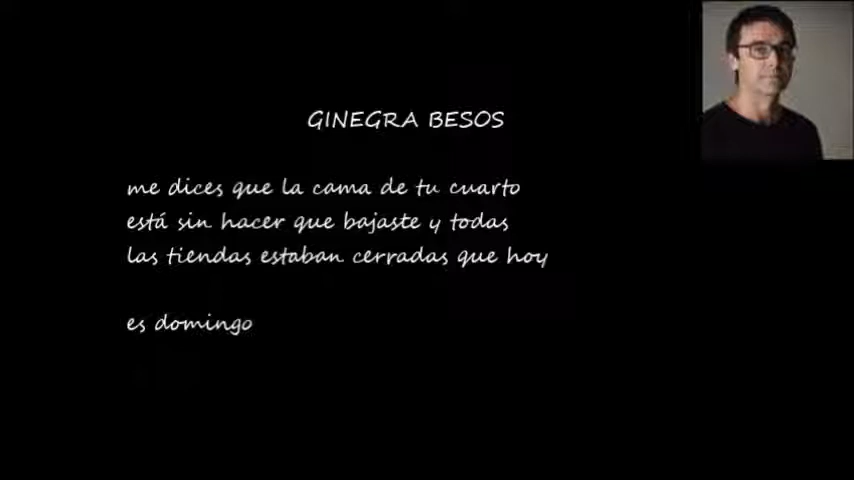 GINEGRA BESOS
me dices que la cama de tu cuarto
está sin hacer que bajaste y todas
las tiendas estaban cerradas que hoy
es domingo